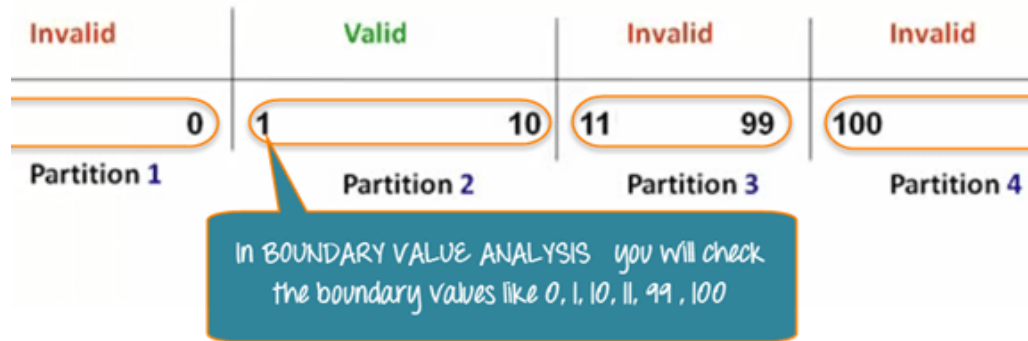 Invalid Valid Invalid Invalid
0 1 10 11 99 100
Partition 1 Partition 2 Partition 3 Partition 4
In BOUNDARY VALUE ANALYSIS you will check
the boundary values like 0, 1, 10, 11, 99 , 100